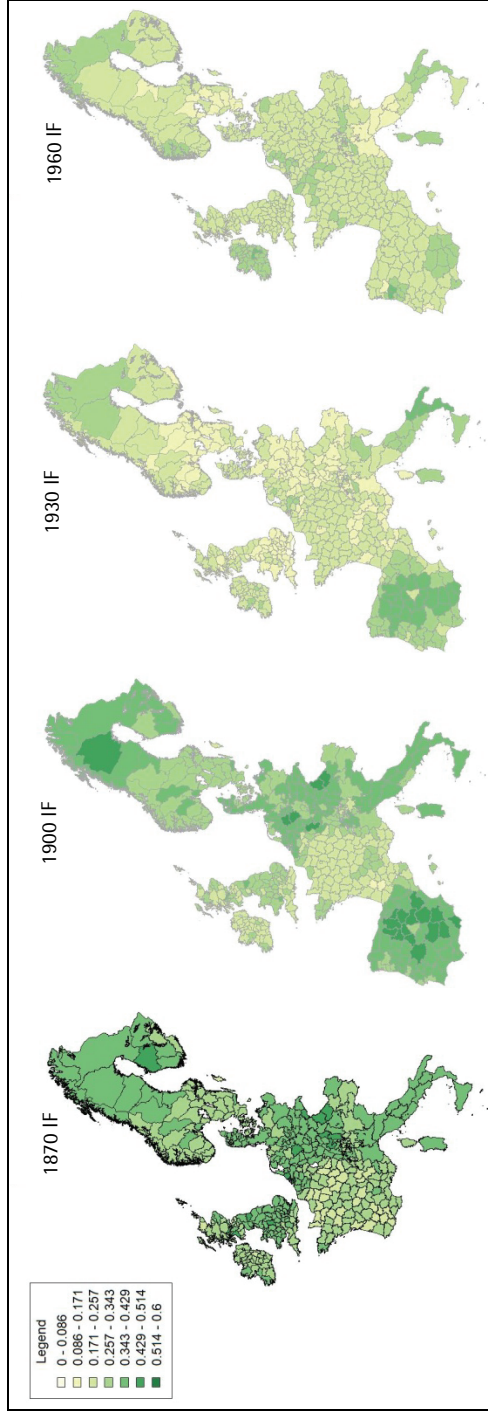 1870 IF
1900 IF
1930 IF
1960 IF
Legend
0 - 0.086
0.086 - 0.171
0.171 - 0.257
0.257 - 0.343
0.343 - 0.429
0.429 - 0.514
0.514 - 0.6